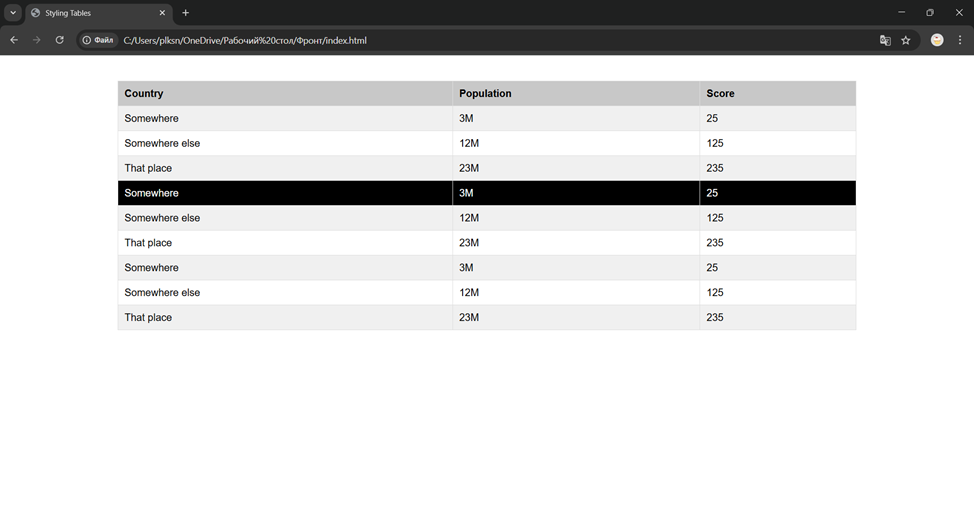 Styling Tables
Файл C:/Users/plksn/OneDrive/Рабочий%20стол/Фронт/index.html
Country Population Score
Somewhere 3M 25
Somewhere else 12M 125
That place 23M 235
Somewhere 3M 25
Somewhere else 12M 125
That place 23M 235
Somewhere 3M 25
Somewhere else 12M 125
That place 23M 235